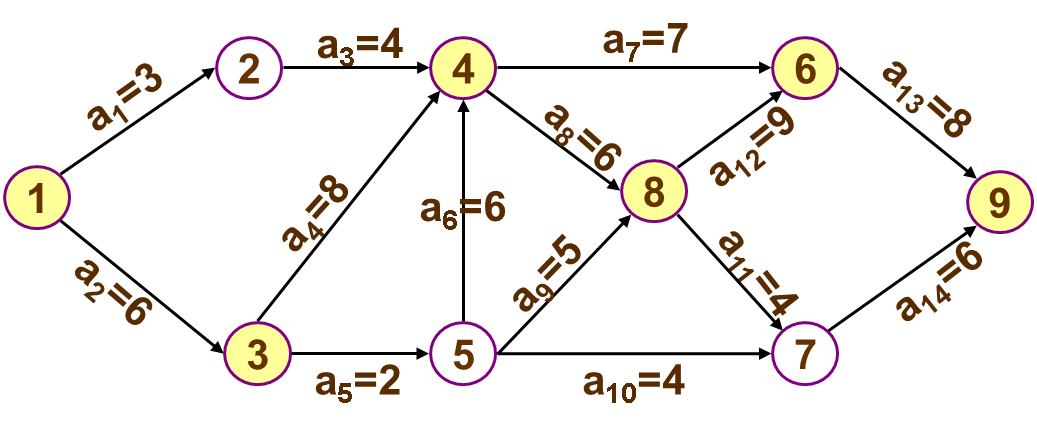 a3=4
a7=7
2
4
6
a1=3
a13=8
a8=6
a12=9
1
8
9
a4=8
a6=6
a2=6
a9=5
a11=4
a14=6
3
5
7
a5=2
a10=4